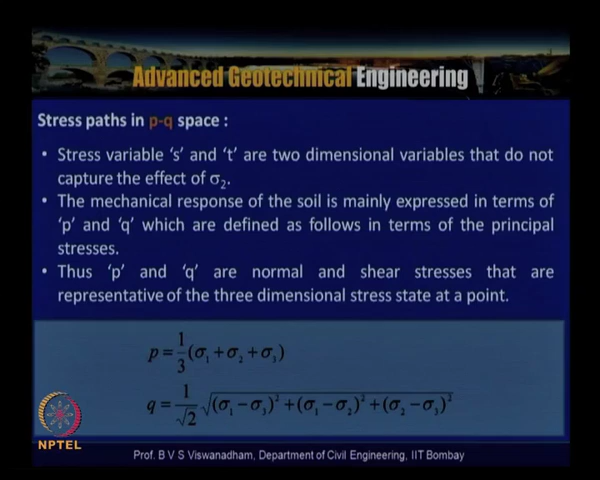 Advanced Geotechnical Engineering
Stress paths in p-q space :
• Stress variable ‘s’ and ‘t’ are two dimensional variables that do not
capture the effect of σ₂.
• The mechanical response of the soil is mainly expressed in terms of
‘p’ and ‘q’ which are defined as follows in terms of the principal
stresses.
• Thus ‘p’ and ‘q’ are normal and shear stresses that are
representative of the three dimensional stress state at a point.
p = 1/3 (σ₁ + σ₂ + σ₃)
q = 1/√2 √((σ₁ − σ₃)² + (σ₁ − σ₂)² + (σ₂ − σ₃)²)
NPTEL
Prof. B V S Viswanadham, Department of Civil Engineering, IIT Bombay